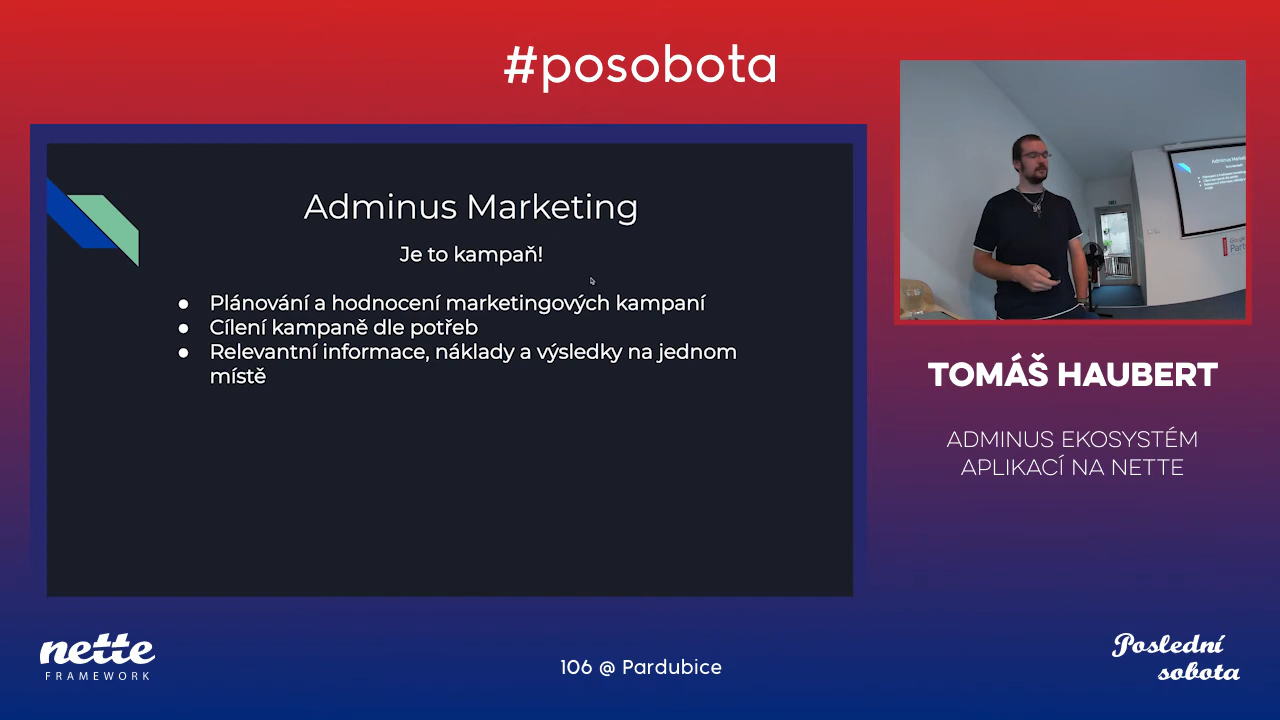 #posobota
Adminus Marketing
Je to kampaň!
● Plánování a hodnocení marketingových kampaní
● Cílení kampaně dle potřeb
● Relevantní informace, náklady a výsledky na jednom
místě
TOMÁŠ HAUBERT
ADMINUS EKOSYSTÉM
APLIKACÍ NA NETTE
nette
FRAMEWORK
106 @ Pardubice
Poslední
sobota